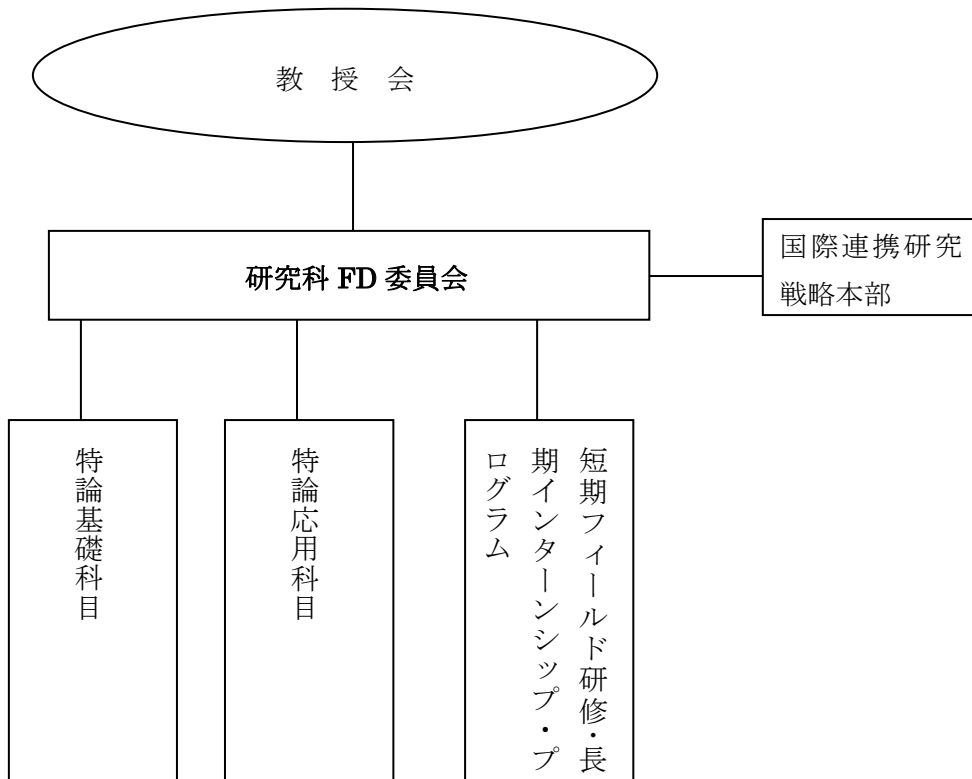 教 授 会
研究科 FD 委員会
国際連携研究
戦略本部
特論基礎科目
特論応用科目
短期フィールド研修・長
期インターンシップ・プ
ログラム